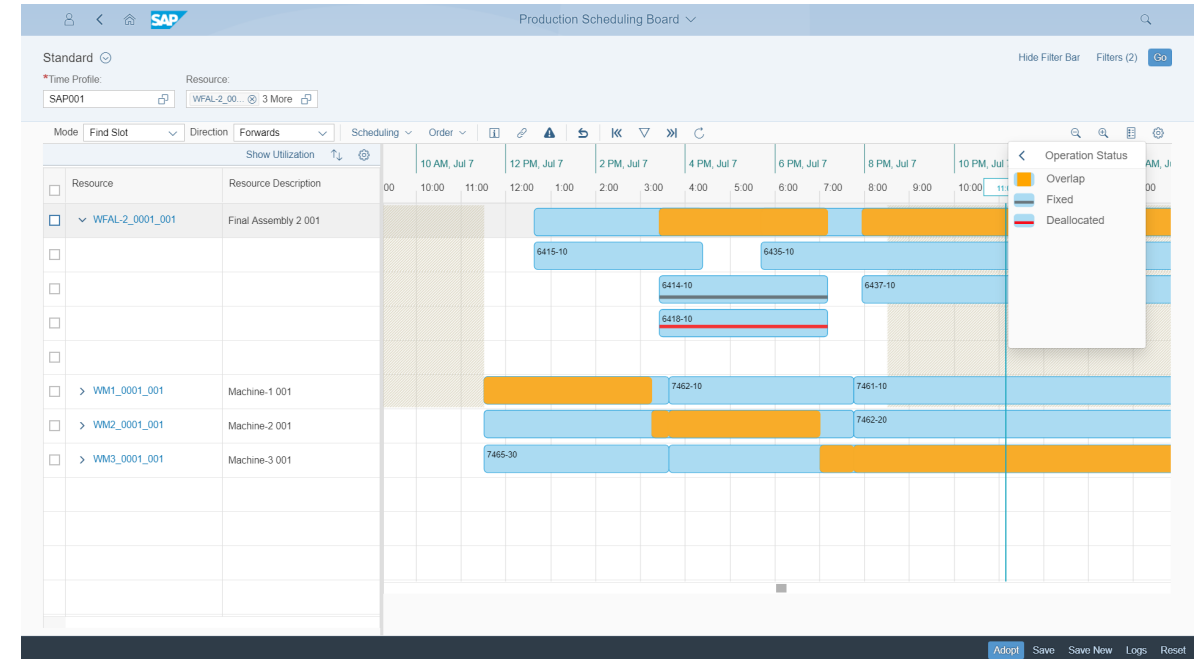 SAP Production Scheduling Board
Standard
Hide Filter Bar Filters (2) Go
*Time Profile: Resource:
SAP001 WFAL-2_00... 3 More
Mode Find Slot Direction Forwards Scheduling Order
Show Utilization
Resource Resource Description
10 AM, Jul 7 12 PM, Jul 7 2 PM, Jul 7 4 PM, Jul 7 6 PM, Jul 7 8 PM, Jul 7 10 PM, Jul
00 10:00 11:00 12:00 1:00 2:00 3:00 4:00 5:00 6:00 7:00 8:00 9:00 10:00
Operation Status
Overlap
Fixed
Deallocated
WFAL-2_0001_001 Final Assembly 2 001
6415-10 6435-10
6414-10 6437-10
6418-10
WM1_0001_001 Machine-1 001 7462-10 7461-10
WM2_0001_001 Machine-2 001 7462-20
WM3_0001_001 Machine-3 001 7465-30
Adopt Save Save New Logs Reset